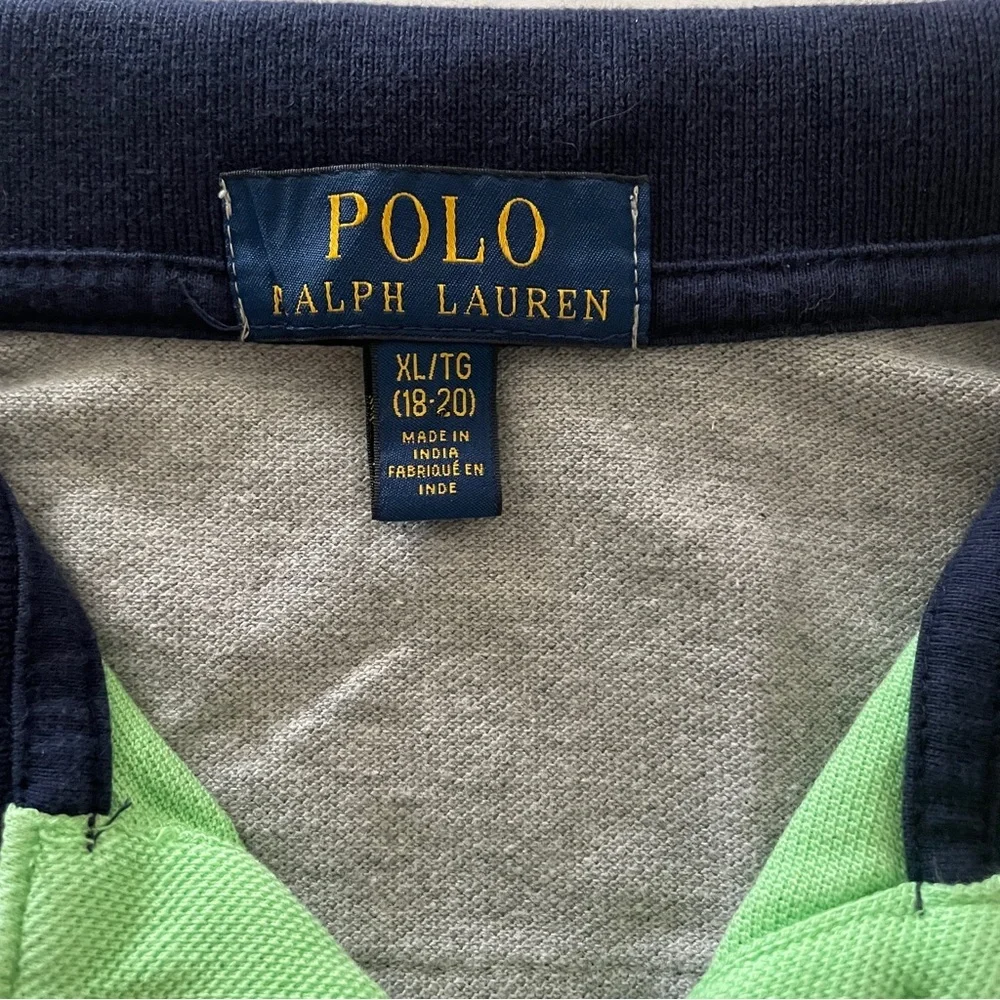 POLO
RALPH LAUREN
XL/TG
(18-20)
MADE IN
INDIA
FABRIQUÉ EN
INDE